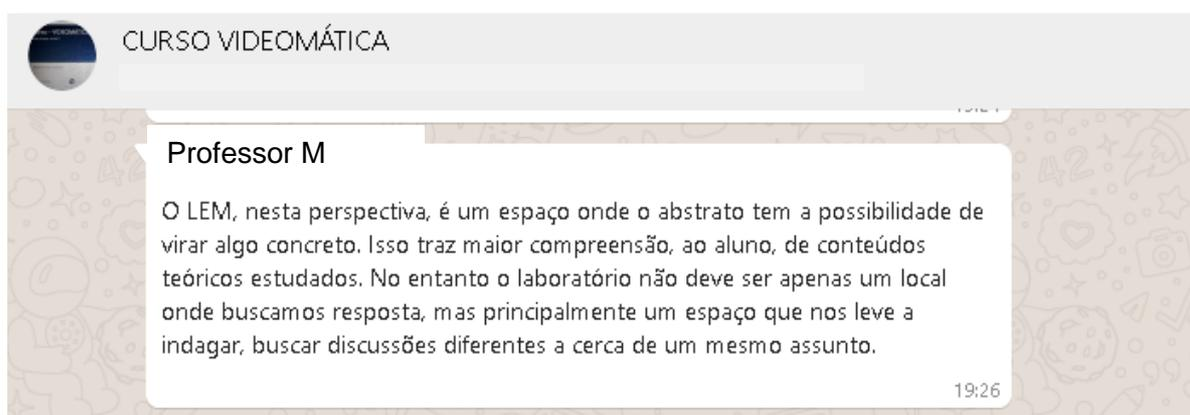 CURSO VIDEOMÁTICA
Professor M
O LEM, nesta perspectiva, é um espaço onde o abstrato tem a possibilidade de
virar algo concreto. Isso traz maior compreensão, ao aluno, de conteúdos
teóricos estudados. No entanto o laboratório não deve ser apenas um local
onde buscamos resposta, mas principalmente um espaço que nos leve a
indagar, buscar discussões diferentes a cerca de um mesmo assunto.
19:26